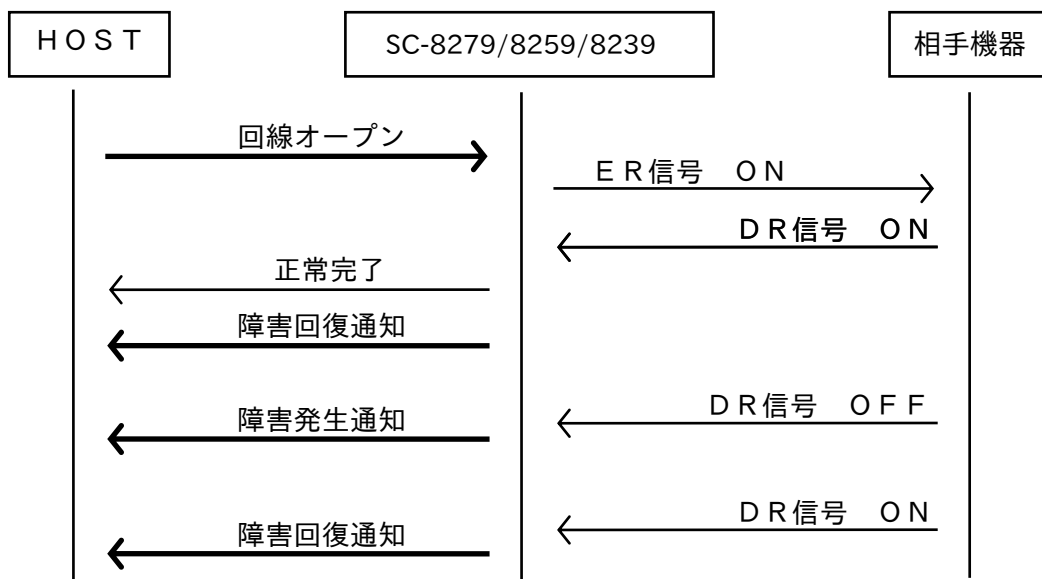 ＨＯＳＴ
SC-8279/8259/8239
相手機器
回線オープン
ＥＲ信号　ＯＮ
ＤＲ信号　ＯＮ
正常完了
障害回復通知
ＤＲ信号　ＯＦＦ
障害発生通知
ＤＲ信号　ＯＮ
障害回復通知